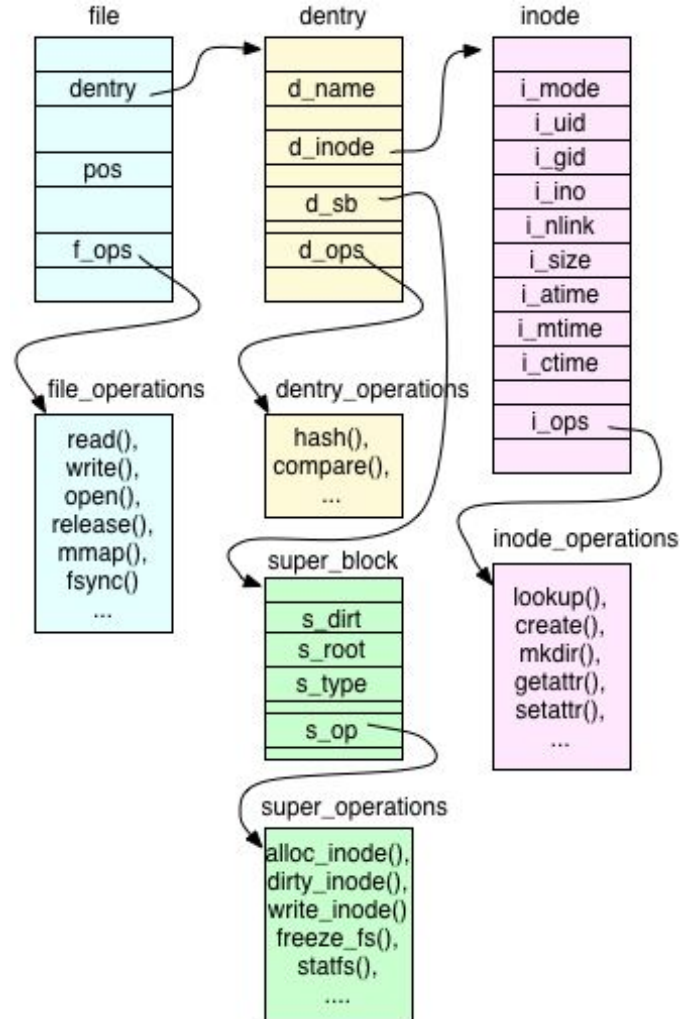 file
dentry
pos
f_ops
file_operations
read(),
write(),
open(),
release(),
mmap(),
fsync()
...
dentry
d_name
d_inode
d_sb
d_ops
dentry_operations
hash(),
compare(),
...
super_block
s_dirt
s_root
s_type
s_op
super_operations
alloc_inode(),
dirty_inode(),
write_inode()
freeze_fs(),
statfs(),
....
inode
i_mode
i_uid
i_gid
i_ino
i_nlink
i_size
i_atime
i_mtime
i_ctime
i_ops
inode_operations
lookup(),
create(),
mkdir(),
getattr(),
setattr(),
...